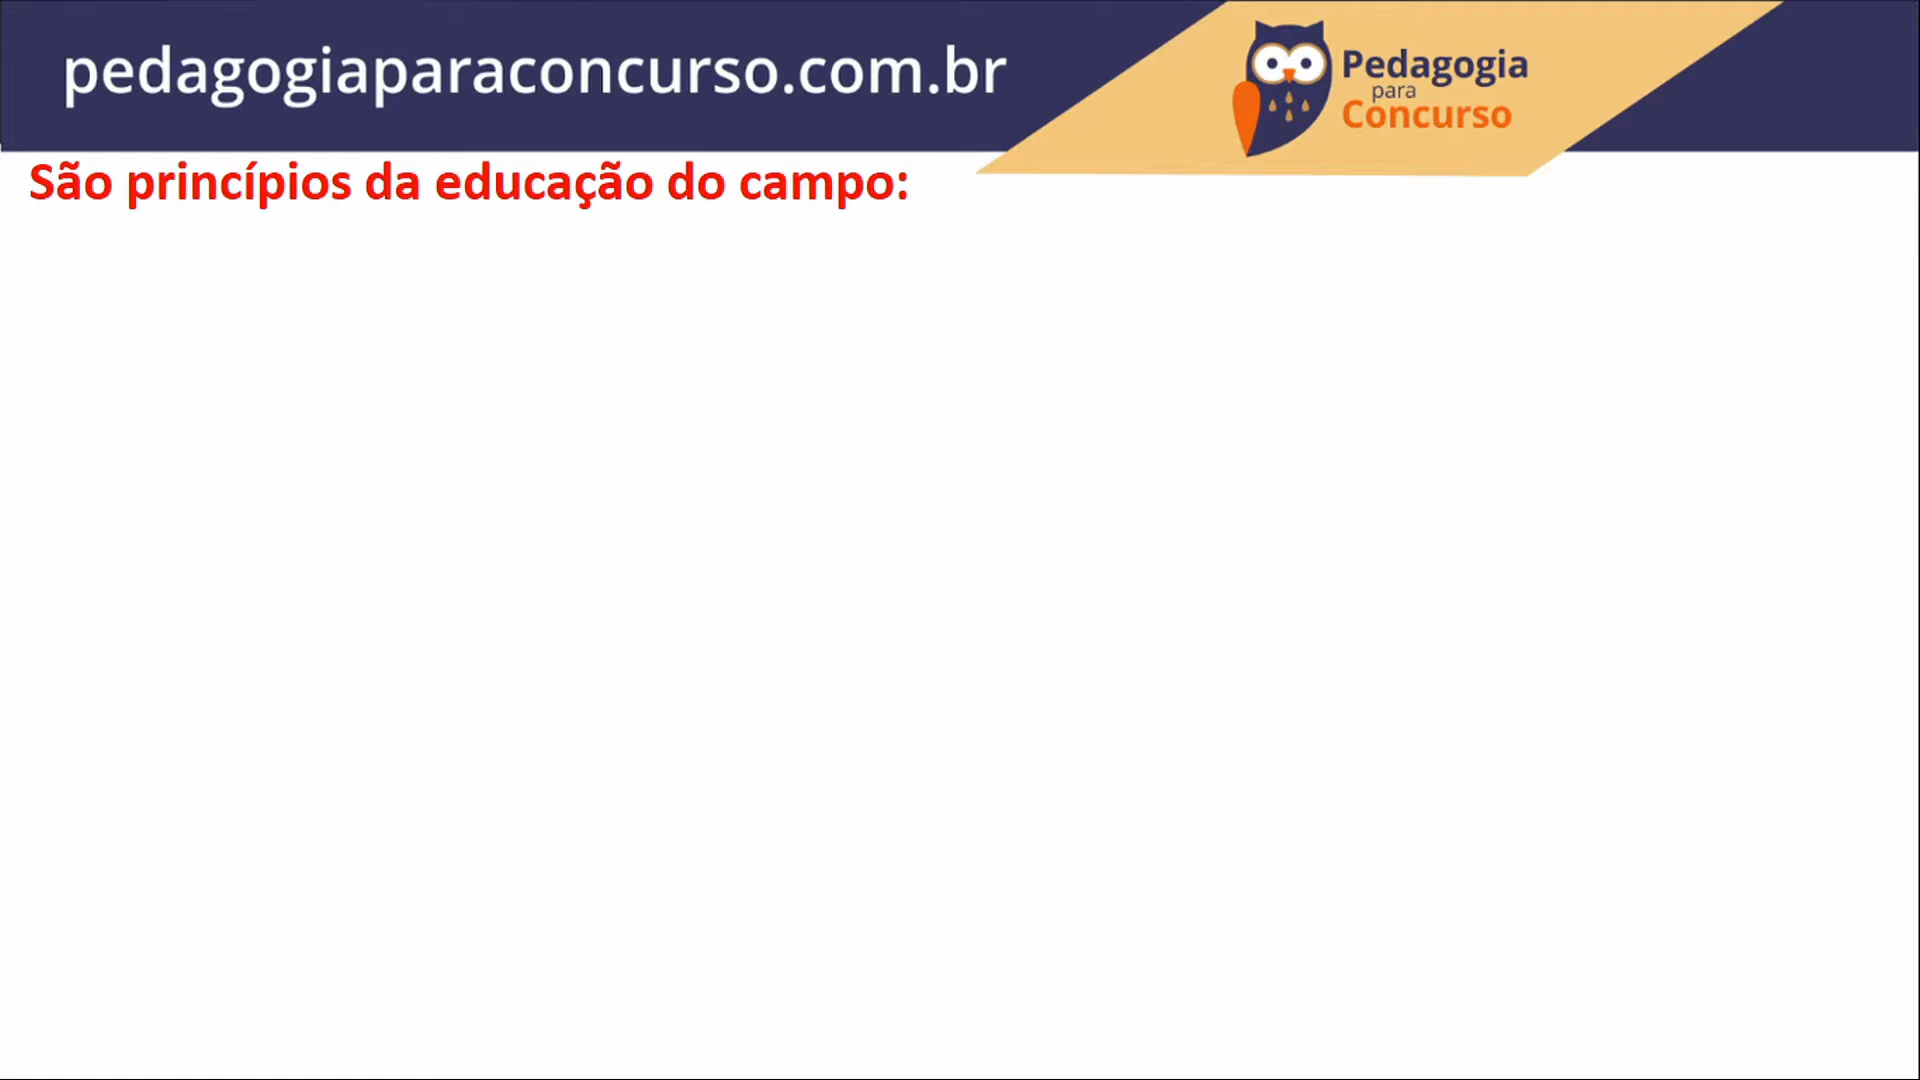 pedagogiaparaconcurso.com.br
Pedagogia
para
Concurso
São princípios da educação do campo: